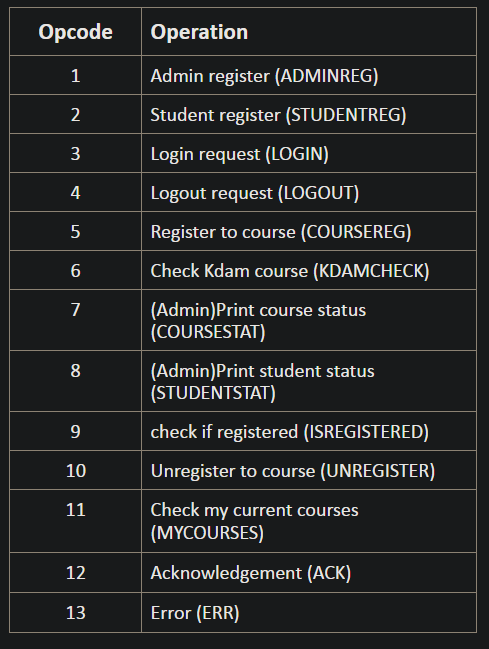 Opcode Operation
1 Admin register (ADMINREG)
2 Student register (STUDENTREG)
3 Login request (LOGIN)
4 Logout request (LOGOUT)
5 Register to course (COURSEREG)
6 Check Kdam course (KDAMCHECK)
7 (Admin)Print course status
(COURSESTAT)
8 (Admin)Print student status
(STUDENTSTAT)
9 check if registered (ISREGISTERED)
10 Unregister to course (UNREGISTER)
11 Check my current courses
(MYCOURSES)
12 Acknowledgement (ACK)
13 Error (ERR)